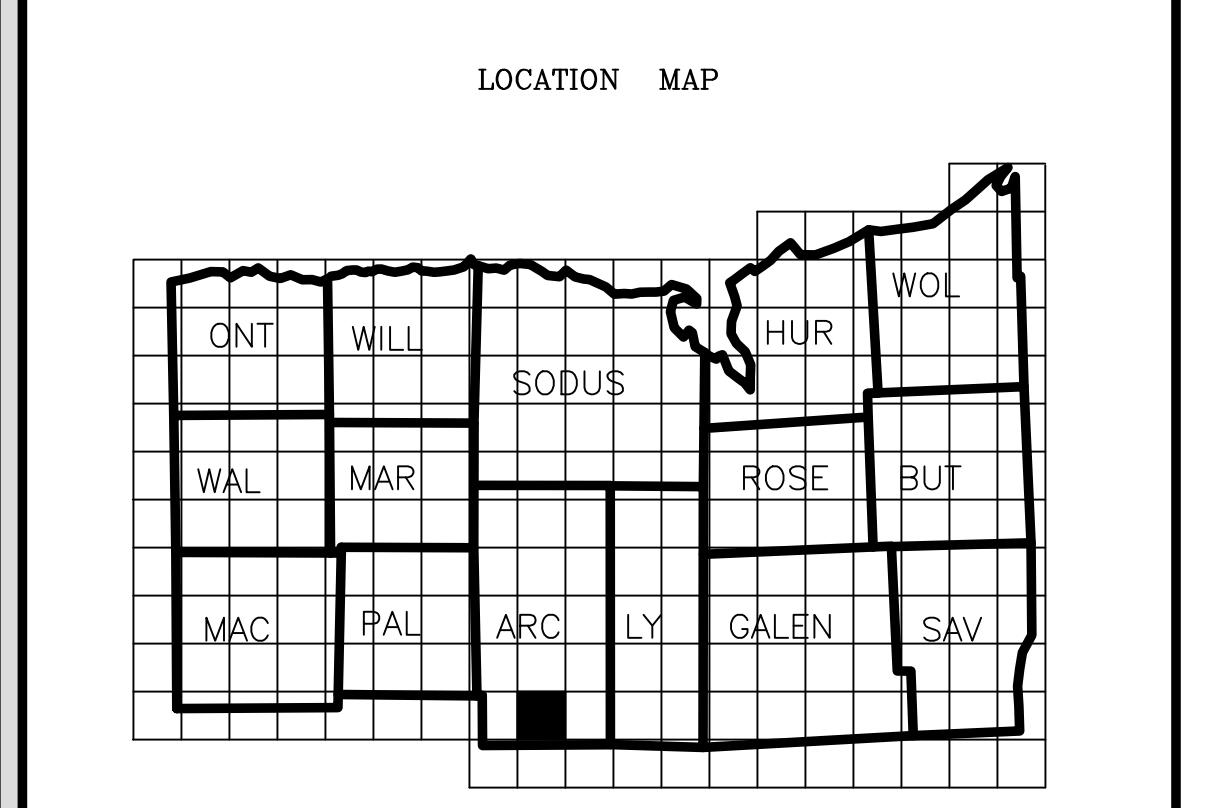 LOCATION MAP
WOL
ONT
WILL
HUR
SODUS
WAL
MAR
ROSE
BUT
MAC
PAL
ARC
LY
GALEN
SAV